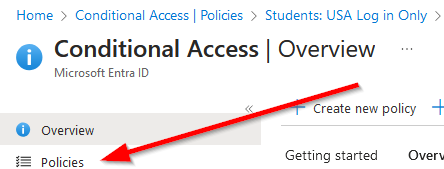 Home > Conditional Access | Policies > Students: USA Log in Only >
Conditional Access | Overview ...
Microsoft Entra ID
«
+ Create new policy +
Overview
Policies
Getting started Overv